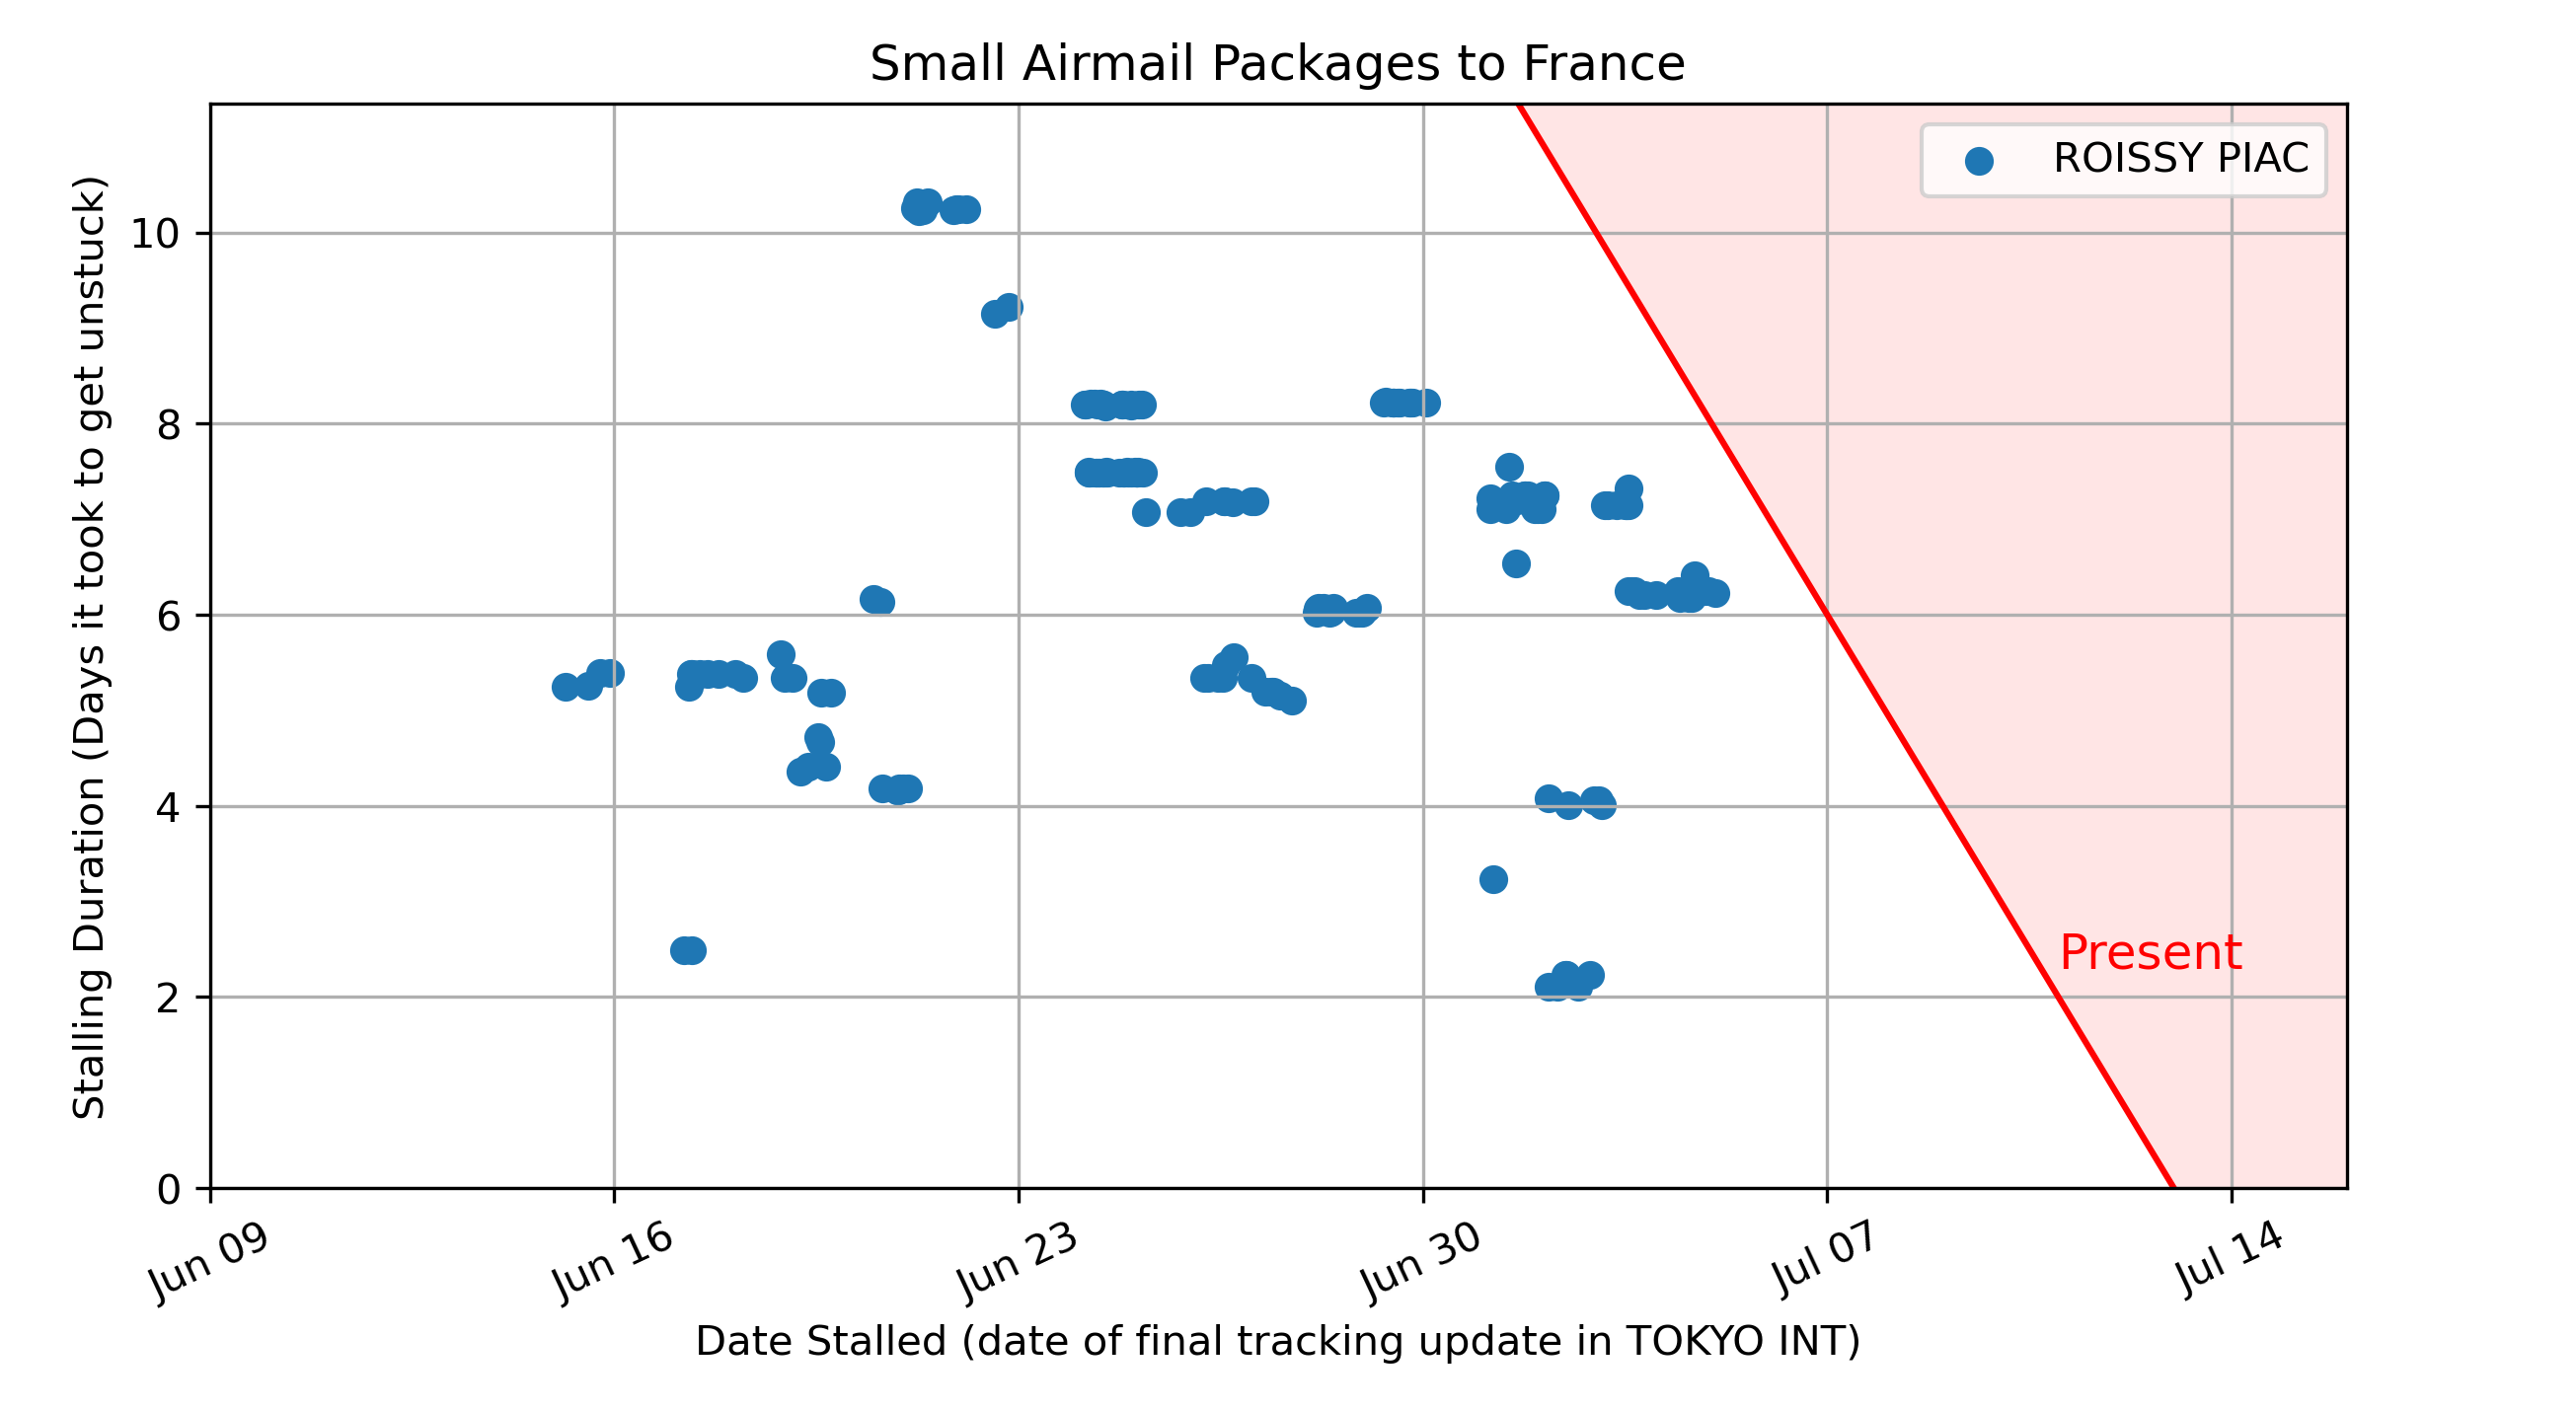 Small Airmail Packages to France
ROISSY PIAC
Stalling Duration (Days it took to get unstuck)
10
8
6
4
2
0
Present
Jun 09
Jun 16
Jun 23
Jun 30
Jul 07
Jul 14
Date Stalled (date of final tracking update in TOKYO INT)